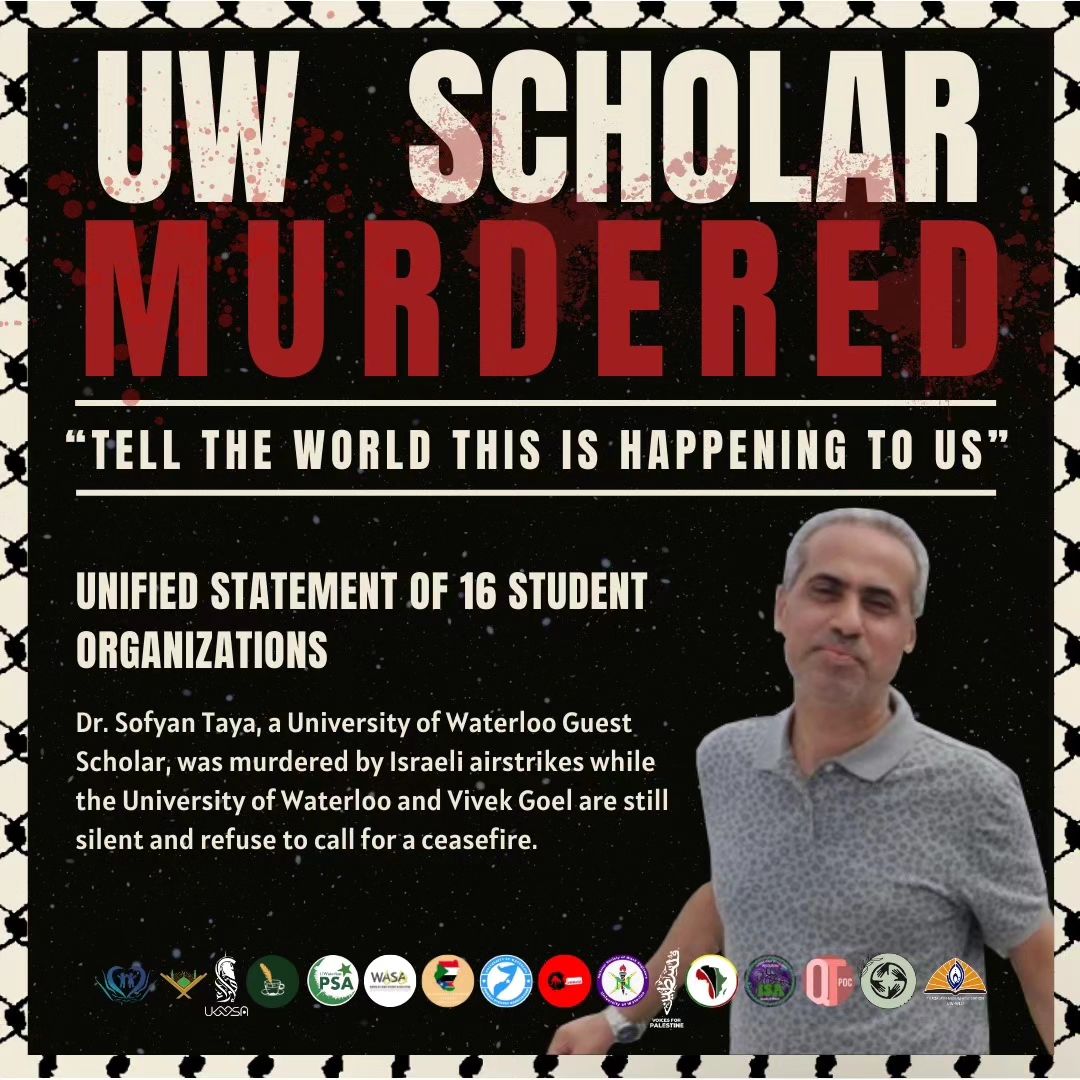 UW SCHOLAR
MURDERED
“TELL THE WORLD THIS IS HAPPENING TO US”
UNIFIED STATEMENT OF 16 STUDENT
ORGANIZATIONS
Dr. Sofyan Taya, a University of Waterloo Guest
Scholar, was murdered by Israeli airstrikes while
the University of Waterloo and Vivek Goel are still
silent and refuse to call for a ceasefire.
PSA
WASA
QT
PDC
VOICES FOR
PALESTINE